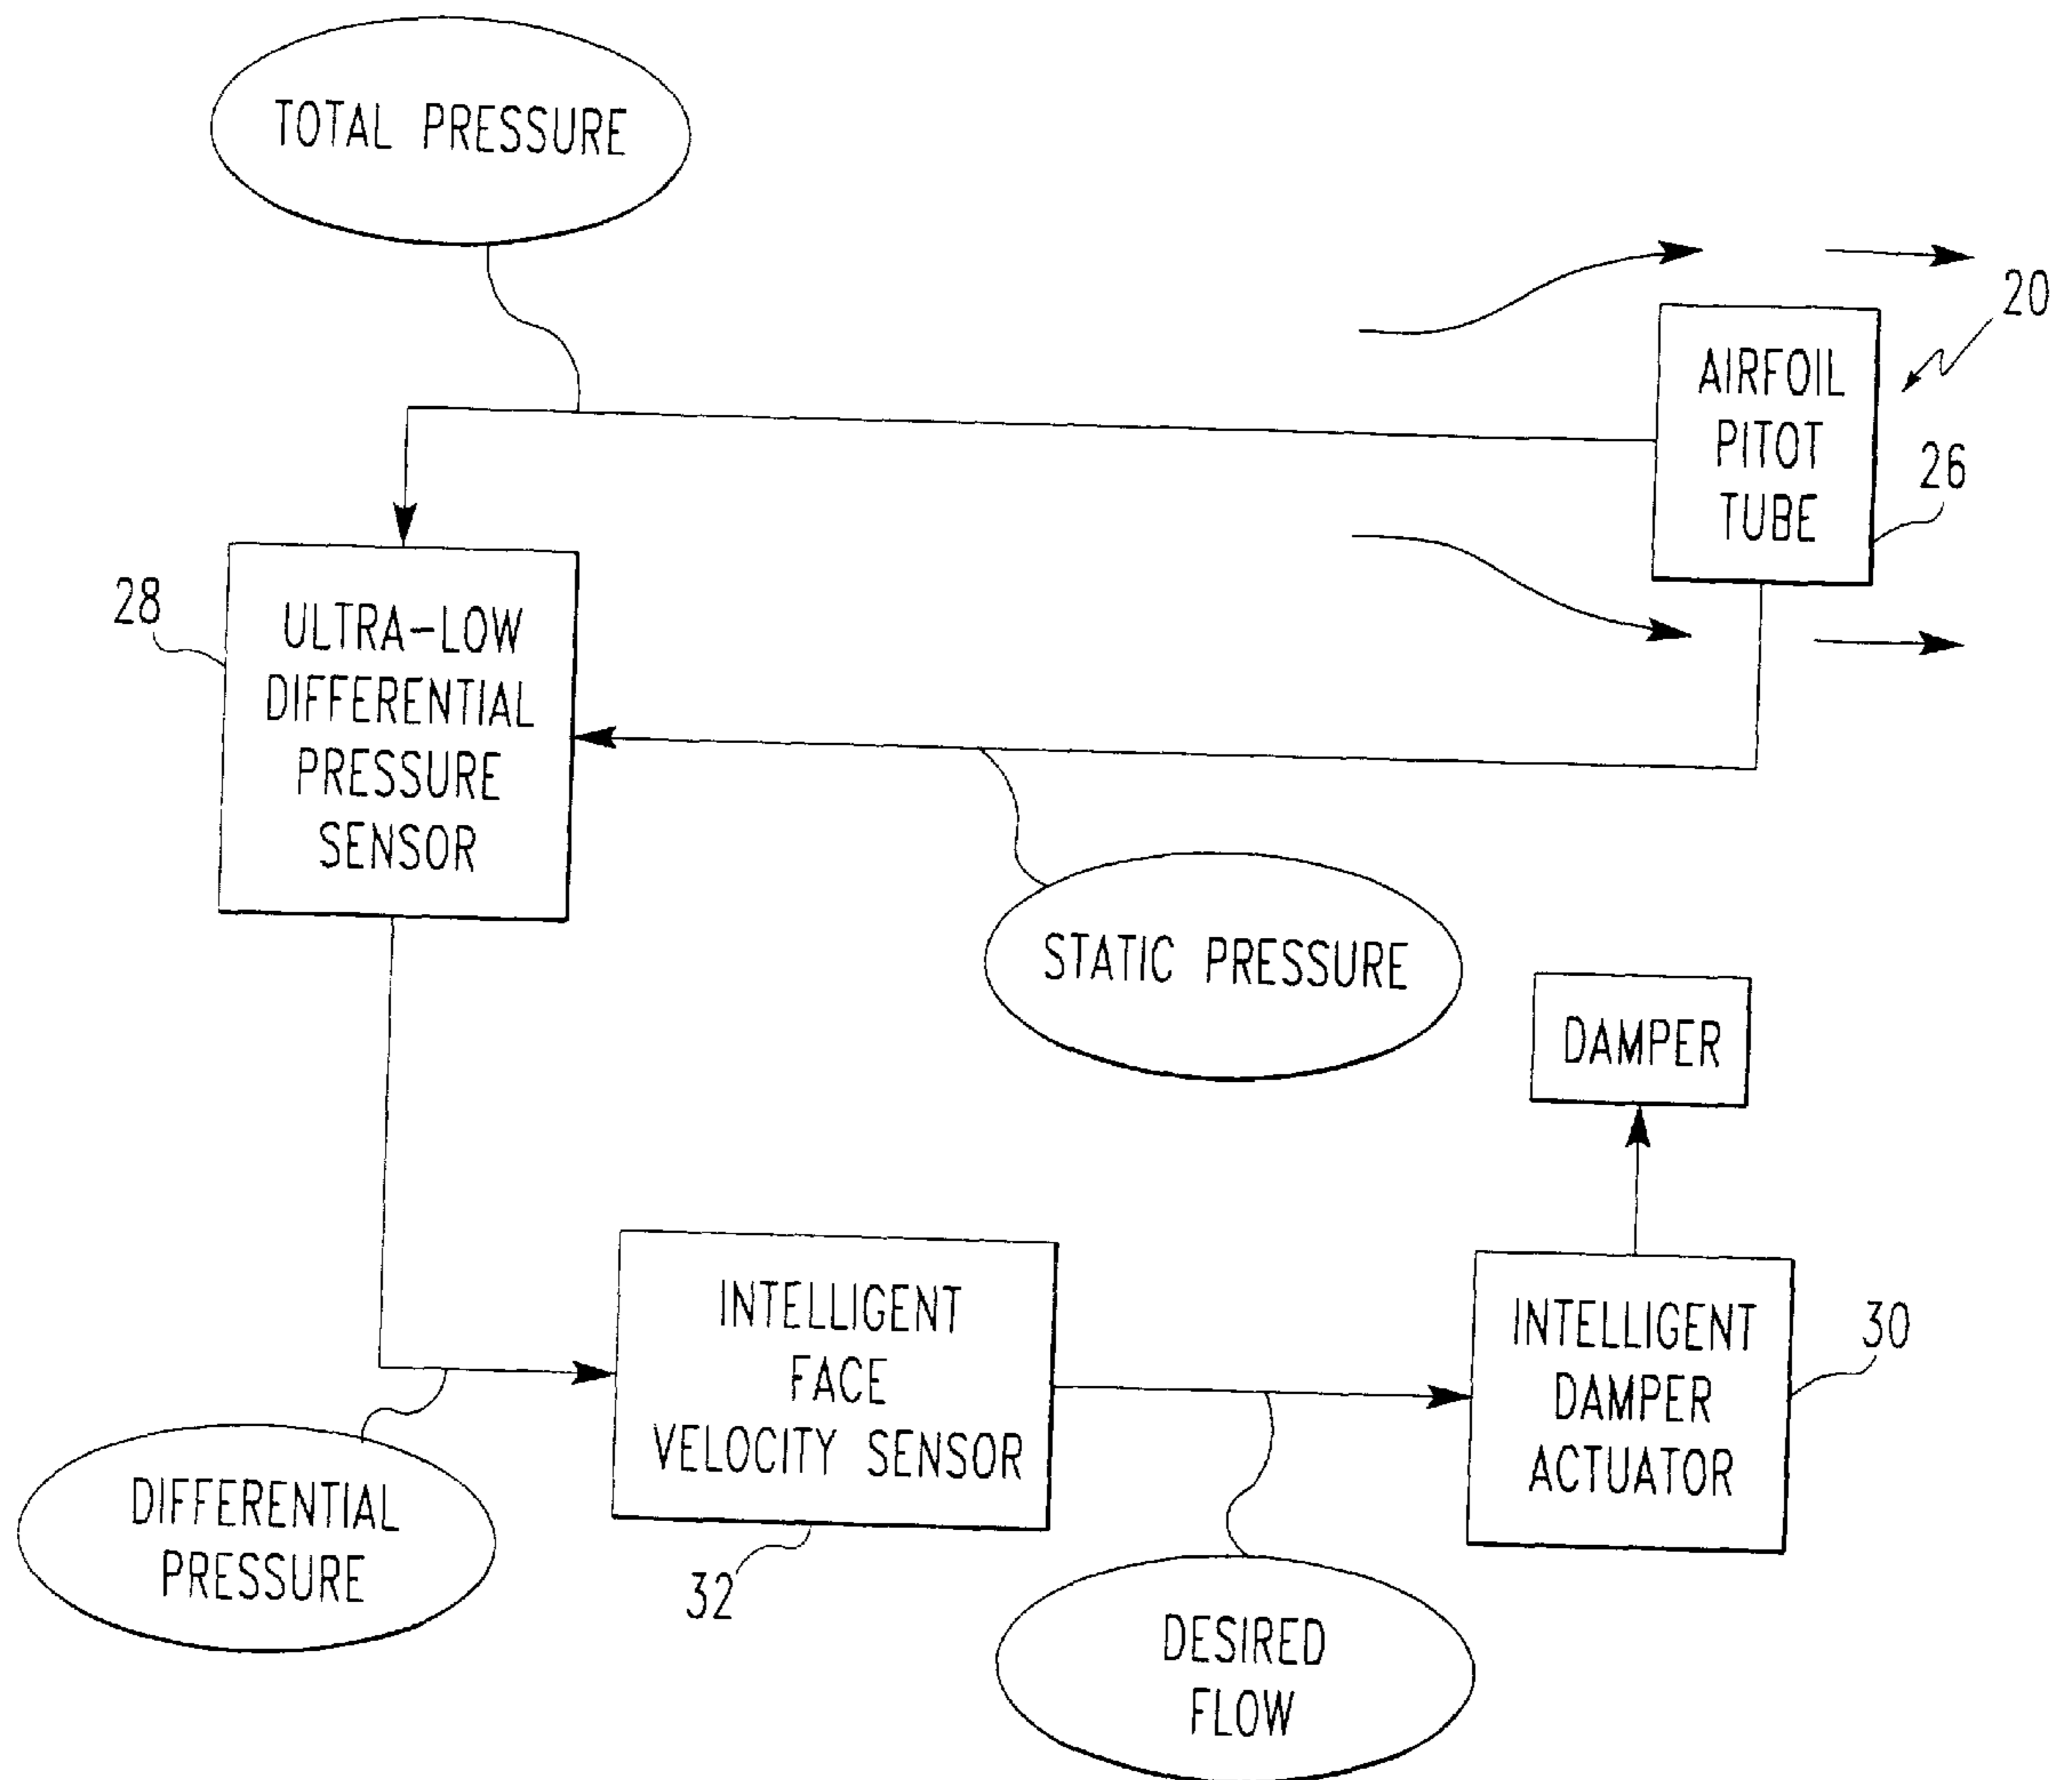 TOTAL PRESSURE
20
AIRFOIL
PITOT
TUBE
26
28
ULTRA-LOW
DIFFERENTIAL
PRESSURE
SENSOR
STATIC PRESSURE
DAMPER
INTELLIGENT
FACE
VELOCITY SENSOR
32
INTELLIGENT
DAMPER
ACTUATOR
30
DIFFERENTIAL
PRESSURE
DESIRED
FLOW